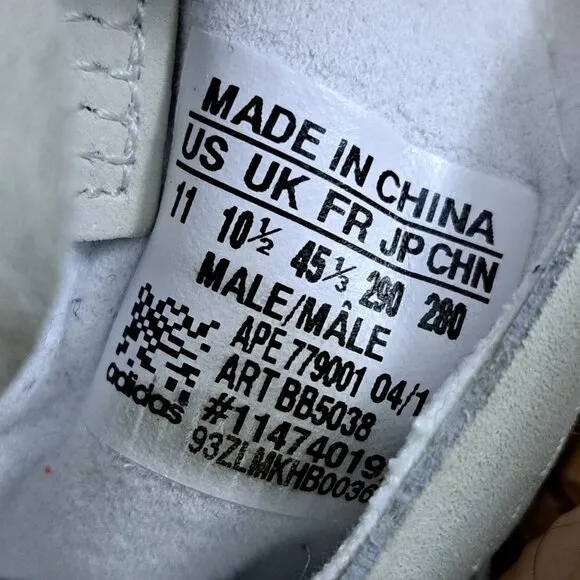 MADE IN CHINA
US UK FR JP CHN
11 10½ 45⅓ 290 280
MALE/MÂLE
APE 779001 04/1
ART BB5038
#11474019
93ZLMKHB0036
adidas